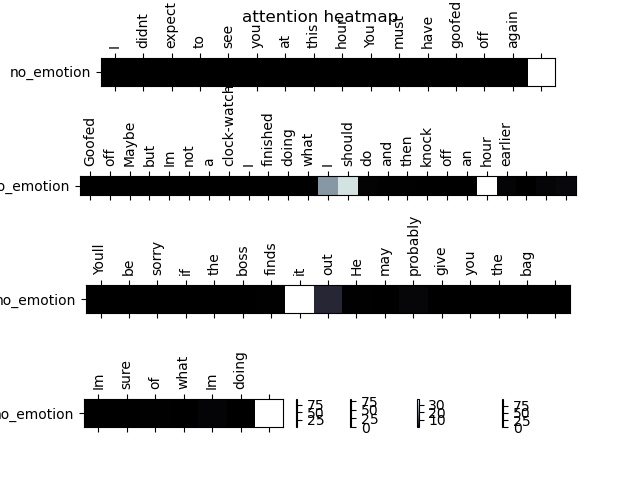 attention heatmap
I didnt expect to see you at this hour You must have goofed off again
no_emotion
Goofed off Maybe but Im not a clock-watch I finished doing what I should do and then knock off an hour earlier
o_emotion
Youll be sorry if the boss finds it out He may probably give you the bag
no_emotion
Im sure of what Im doing
o_emotion
75 50 25
75 50 25 0
30 20 10
75 50 25 0